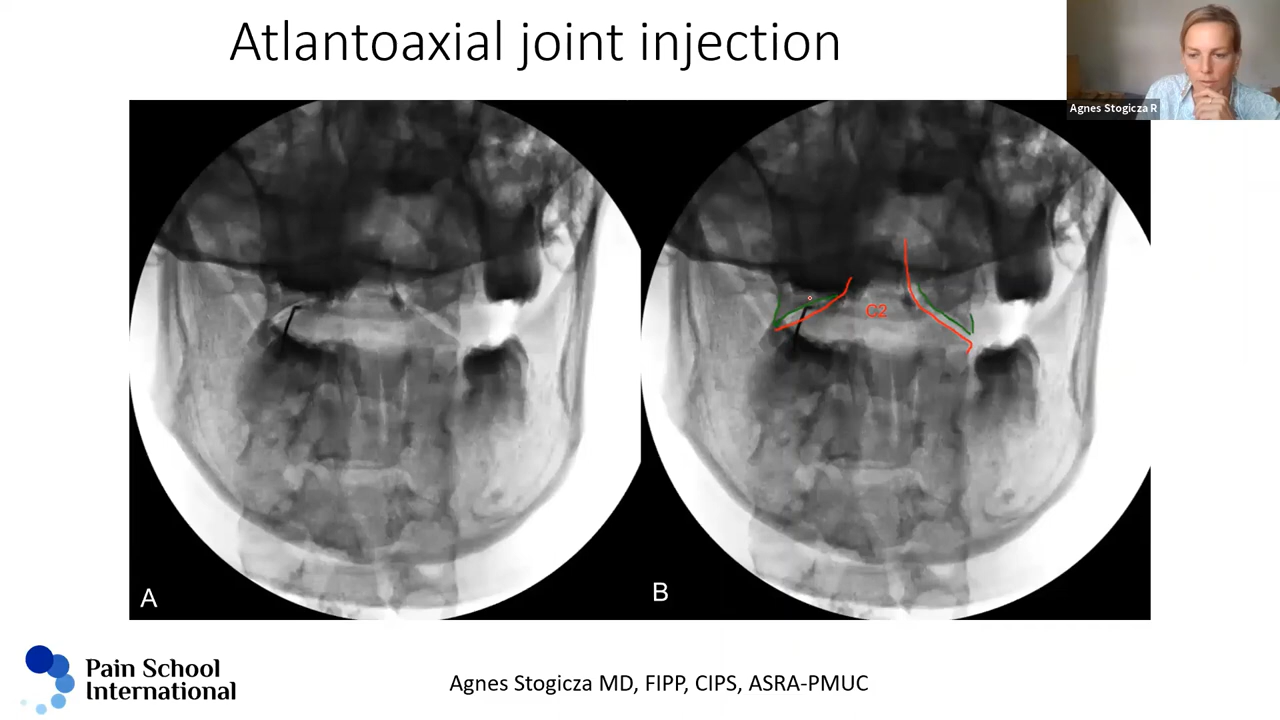 Atlantoaxial joint injection
Agnes Stogicza R
C2
A
B
Pain School
International
Agnes Stogicza MD, FIPP, CIPS, ASRA-PMUC